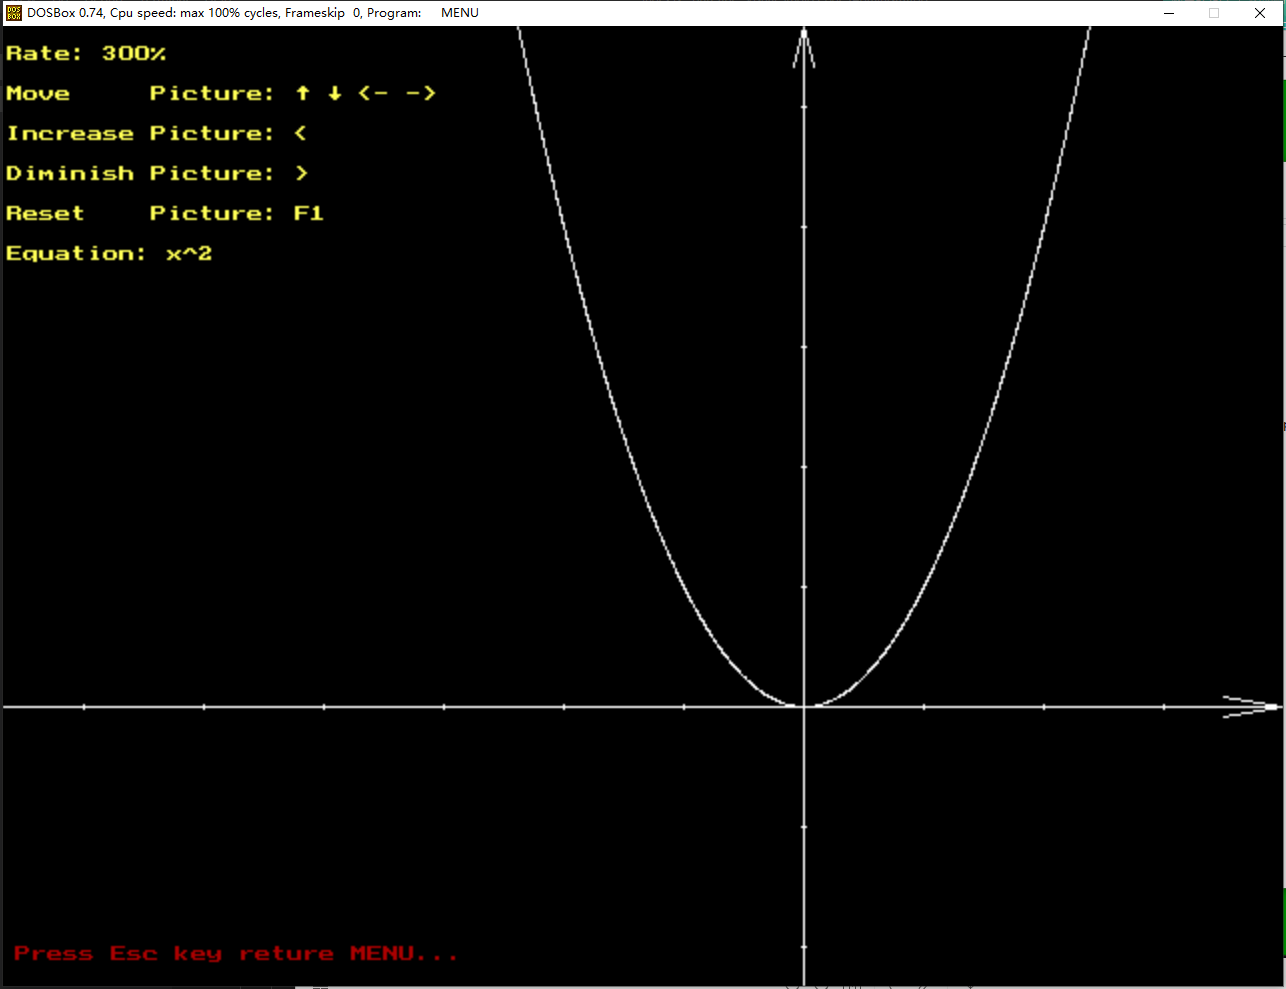 DOSBox 0.74, Cpu speed: max 100% cycles, Frameskip 0, Program: MENU
Rate: 300%
Move Picture: ↑ ↓ <- ->
Increase Picture: <
Diminish Picture: >
Reset Picture: F1
Equation: x^2
Press Esc key reture MENU...